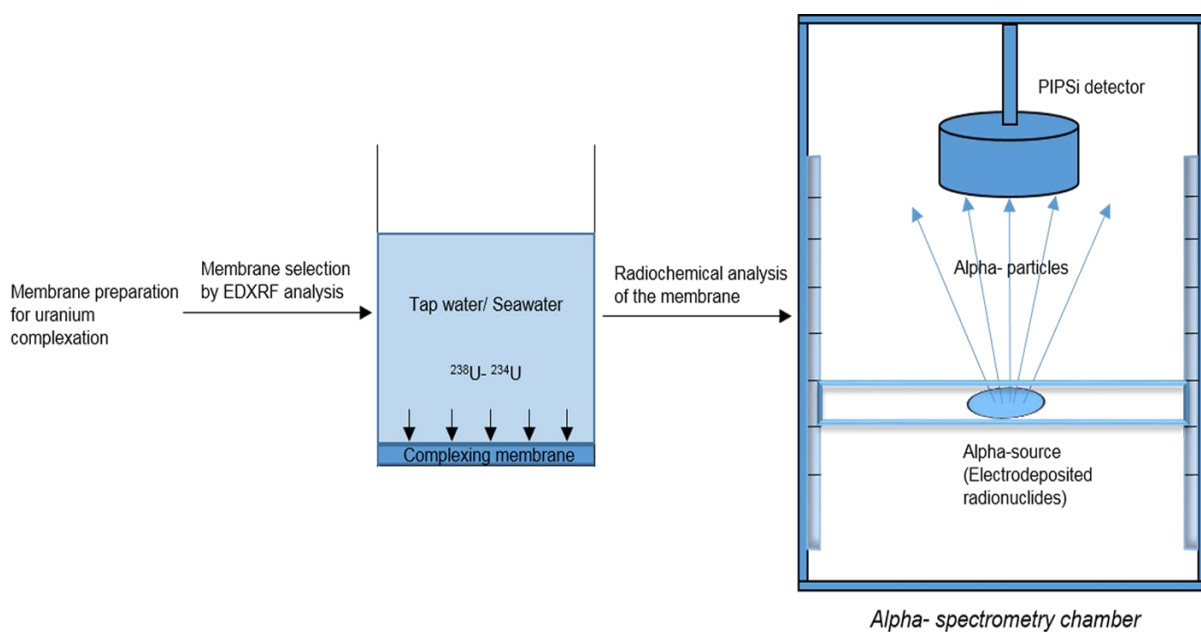 Membrane preparation
for uranium
complexation
Membrane selection
by EDXRF analysis
Tap water/ Seawater
²³⁸U- ²³⁴U
Complexing membrane
Radiochemical analysis
of the membrane
PIPSi detector
Alpha- particles
Alpha-source
(Electrodeposited
radionuclides)
Alpha- spectrometry chamber